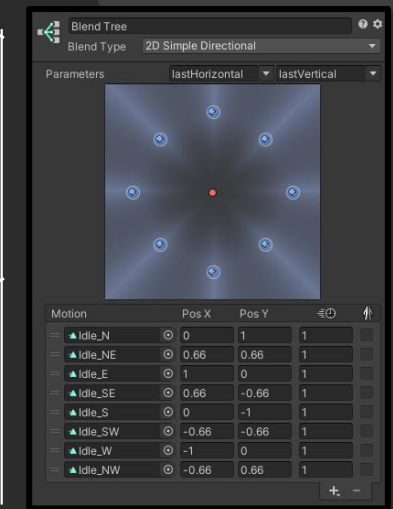 Blend Tree
Blend Type 2D Simple Directional
Parameters lastHorizontal lastVertical
Motion Pos X Pos Y
Idle_N 0 1 1
Idle_NE 0.66 0.66 1
Idle_E 1 0 1
Idle_SE 0.66 -0.66 1
Idle_S 0 -1 1
Idle_SW -0.66 -0.66 1
Idle_W -1 0 1
Idle_NW -0.66 0.66 1